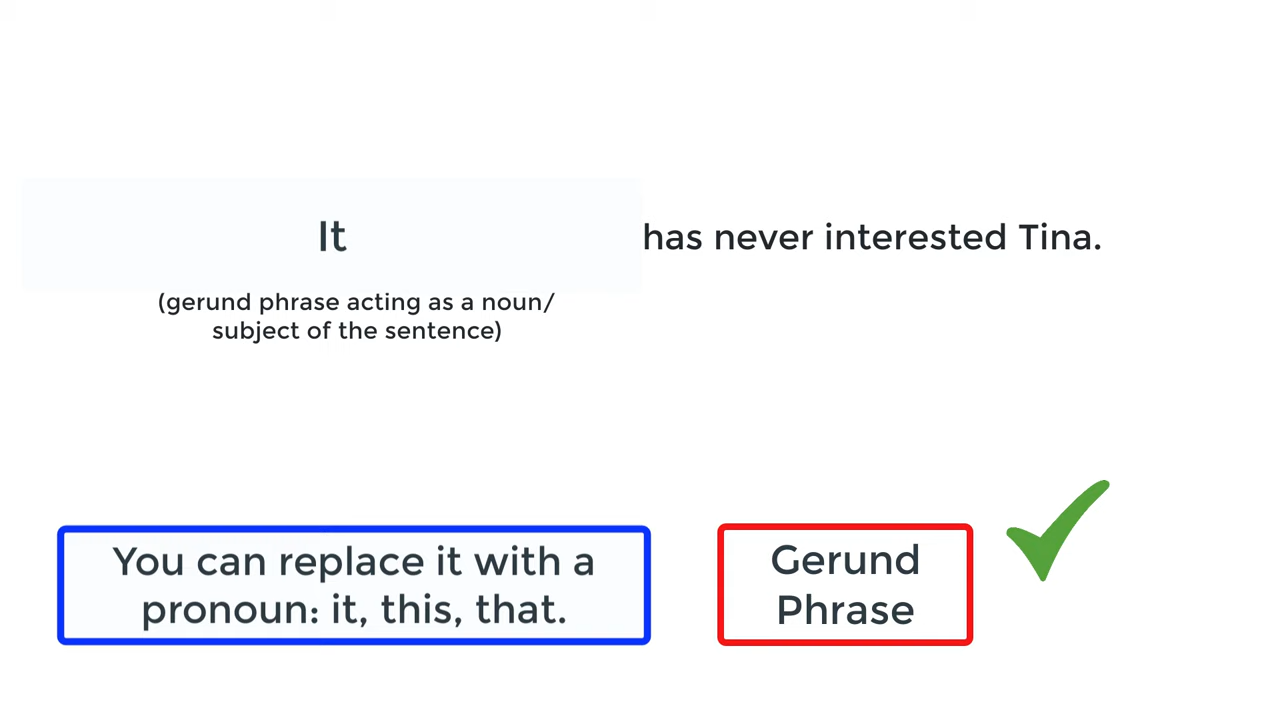 It has never interested Tina.
(gerund phrase acting as a noun/
subject of the sentence)
You can replace it with a
pronoun: it, this, that.
Gerund
Phrase